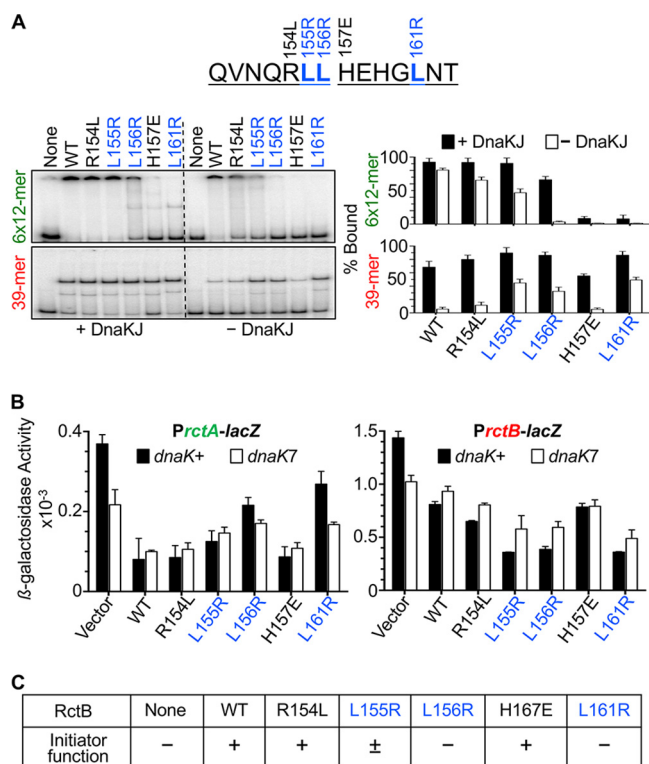 A
154L 155R 156R 157E 161R
QVNQRLL HEHGLNT
None WT R154L L155R L156R H157E L161R None WT R154L L155R L156R H157E L161R
6x12-mer
39-mer
+ DnaKJ − DnaKJ
+ DnaKJ − DnaKJ
% Bound
6x12-mer
100
50
0
39-mer
100
50
0
WT R154L L155R L156R H157E L161R
B
PrctA-lacZ PrctB-lacZ
dnaK+ dnaK7 dnaK+ dnaK7
ß-galactosidase Activity
x10-3
0.4
0.2
0
1.5
1.0
0.5
0
Vector WT R154L L155R L156R H157E L161R Vector WT R154L L155R L156R H157E L161R
C
RctB None WT R154L L155R L156R H167E L161R
Initiator
function − + + ± − + −